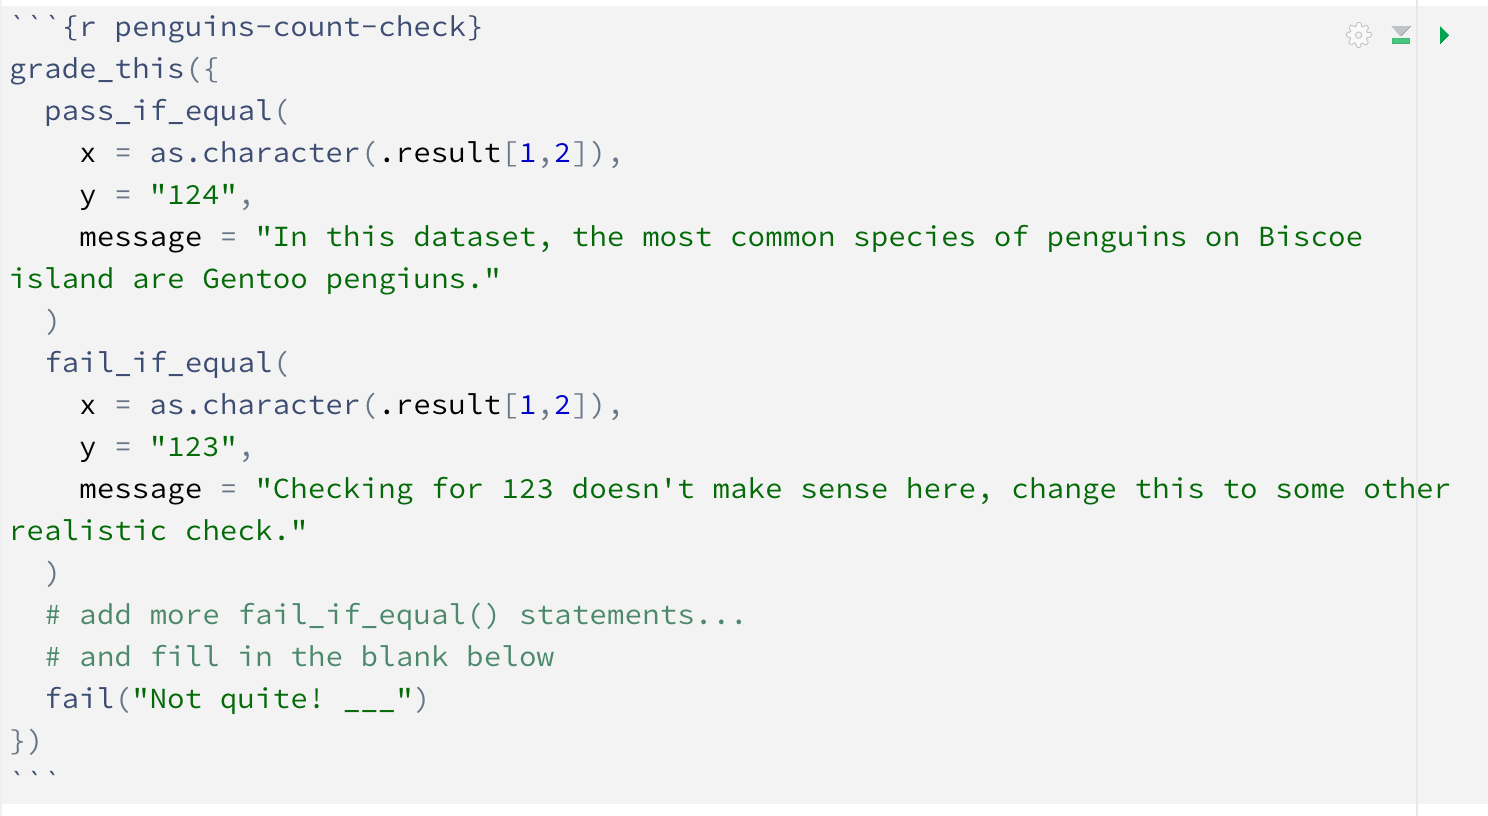 ```{r penguins-count-check}
grade_this({
  pass_if_equal(
    x = as.character(.result[1,2]),
    y = "124",
    message = "In this dataset, the most common species of penguins on Biscoe
island are Gentoo pengiuns."
  )
  fail_if_equal(
    x = as.character(.result[1,2]),
    y = "123",
    message = "Checking for 123 doesn't make sense here, change this to some other
realistic check."
  )
  # add more fail_if_equal() statements...
  # and fill in the blank below
  fail("Not quite! ___")
})
```